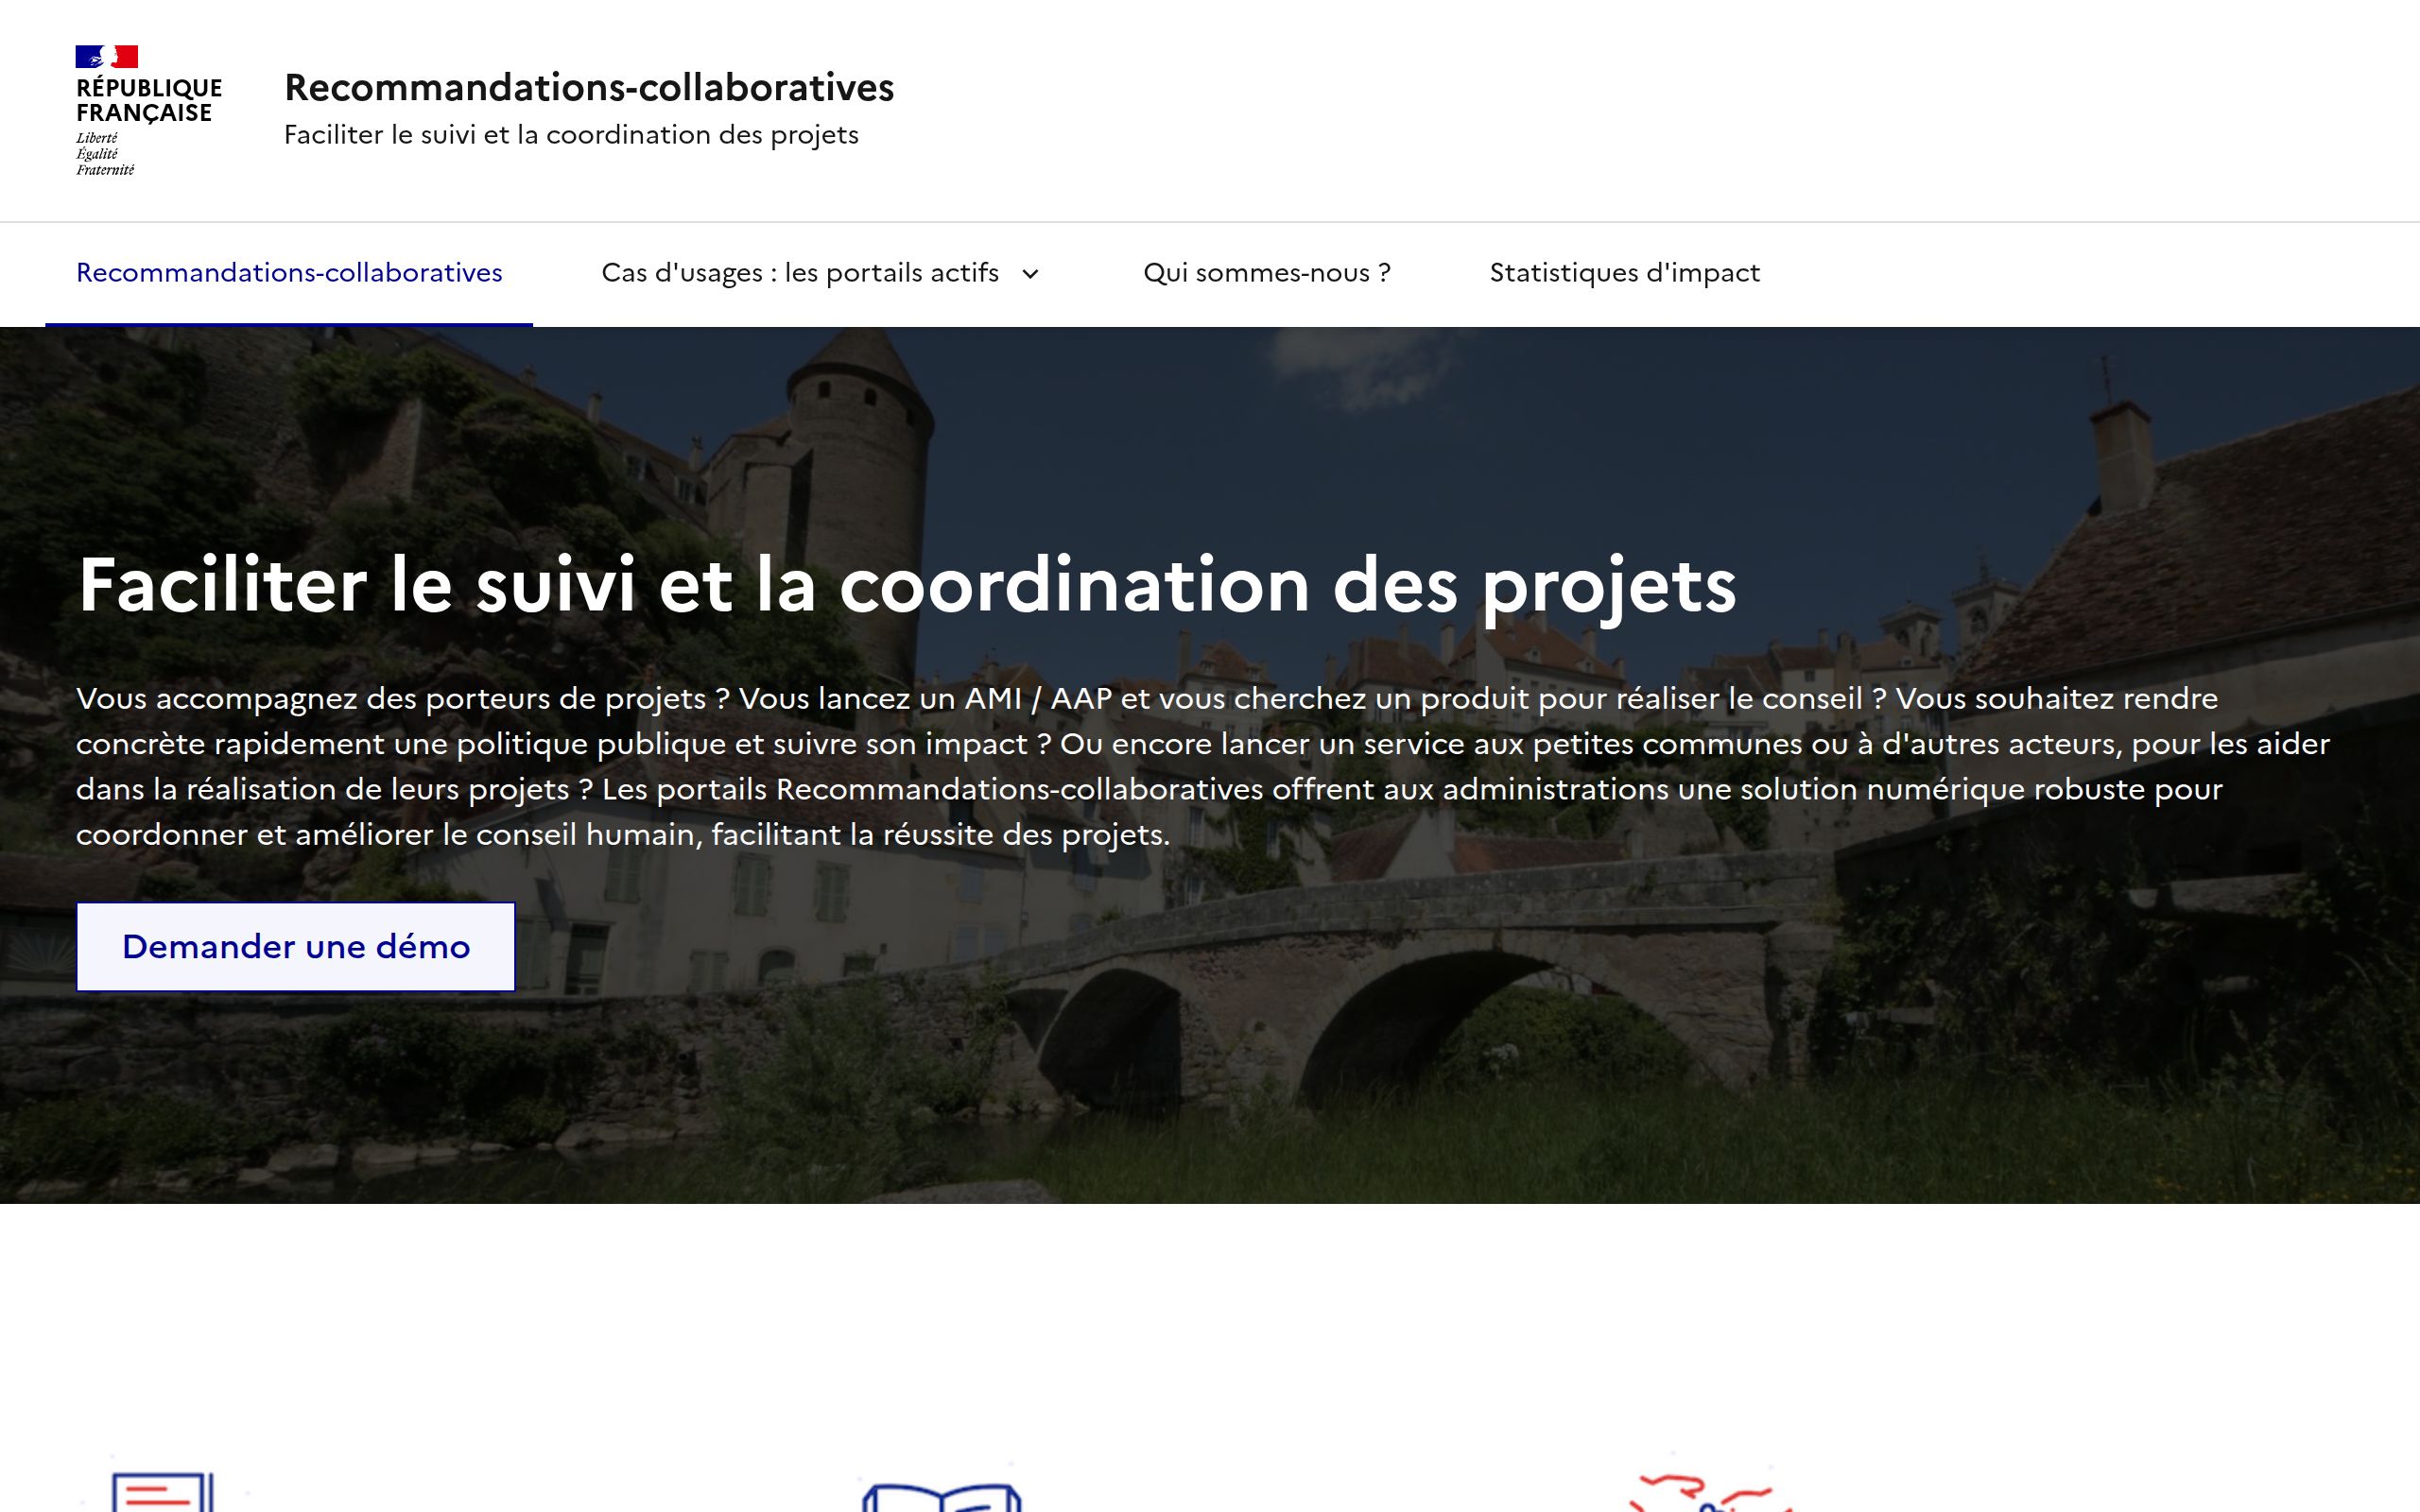 RÉPUBLIQUE
FRANÇAISE
Liberté
Égalité
Fraternité
Recommandations-collaboratives
Faciliter le suivi et la coordination des projets
Recommandations-collaboratives
Cas d'usages : les portails actifs
Qui sommes-nous ?
Statistiques d'impact
Faciliter le suivi et la coordination des projets
Vous accompagnez des porteurs de projets ? Vous lancez un AMI / AAP et vous cherchez un produit pour réaliser le conseil ? Vous souhaitez rendre
concrète rapidement une politique publique et suivre son impact ? Ou encore lancer un service aux petites communes ou à d'autres acteurs, pour les aider
dans la réalisation de leurs projets ? Les portails Recommandations-collaboratives offrent aux administrations une solution numérique robuste pour
coordonner et améliorer le conseil humain, facilitant la réussite des projets.
Demander une démo